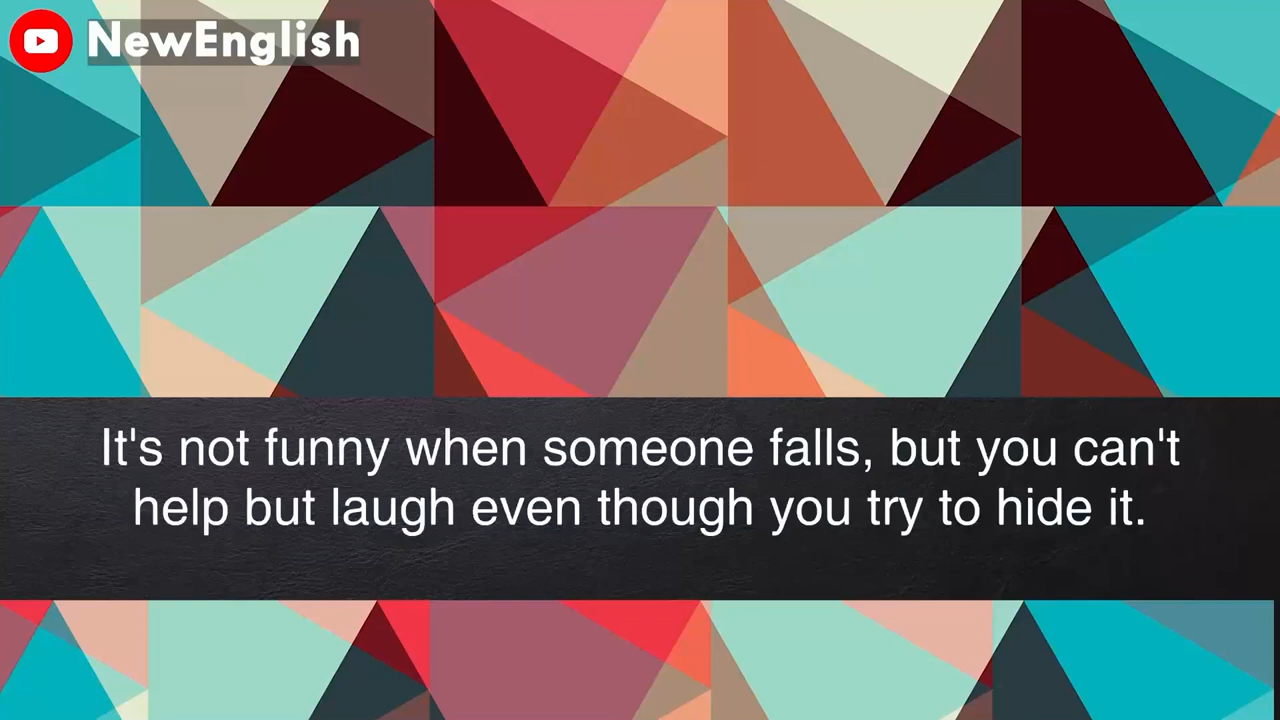 NewEnglish
It's not funny when someone falls, but you can't
help but laugh even though you try to hide it.